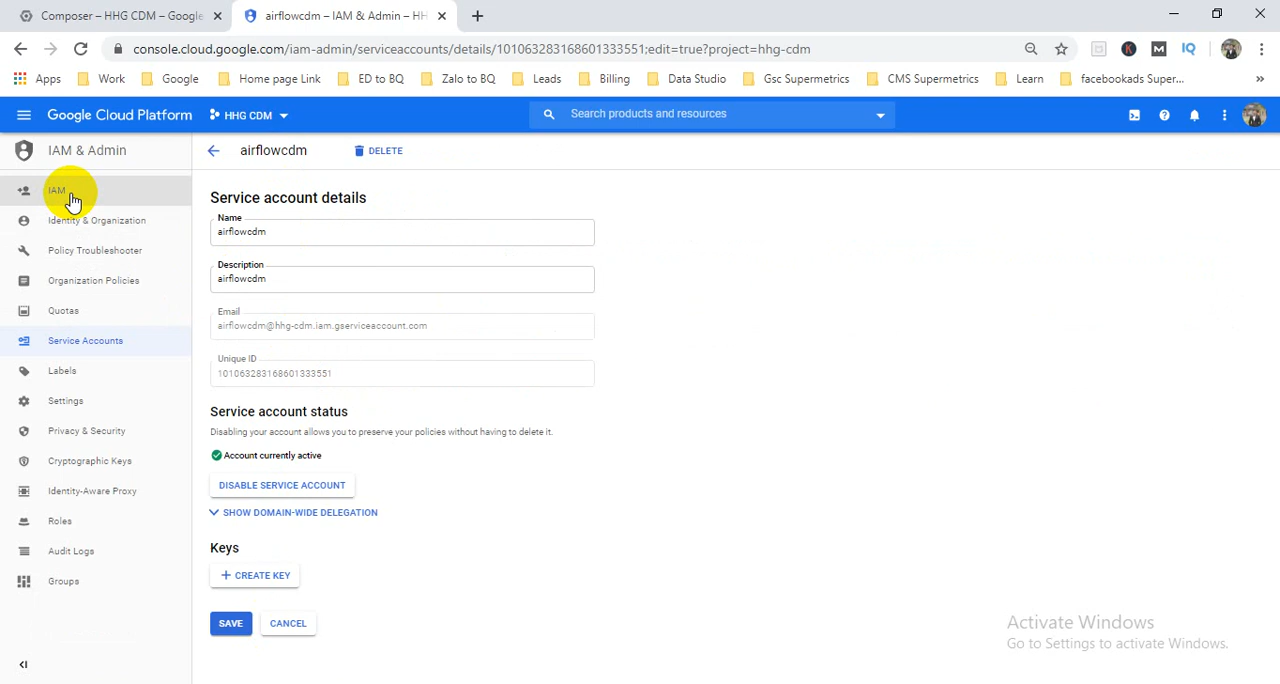 Composer – HHG CDM – Google
airflowcdm – IAM & Admin – HH
console.cloud.google.com/iam-admin/serviceaccounts/details/101063283168601333551;edit=true?project=hhg-cdm
Apps Work Google Home page Link ED to BQ Zalo to BQ Leads Billing Data Studio Gsc Supermetrics CMS Supermetrics Learn facebookads Super... »
Google Cloud Platform HHG CDM Search products and resources
IAM & Admin
airflowcdm DELETE
IAM
Identity & Organization
Policy Troubleshooter
Organization Policies
Quotas
Service Accounts
Labels
Settings
Privacy & Security
Cryptographic Keys
Identity-Aware Proxy
Roles
Audit Logs
Groups
Service account details
Name
airflowcdm
Description
airflowcdm
Email
airflowcdm@hhg-cdm.iam.gserviceaccount.com
Unique ID
101063283168601333551
Service account status
Disabling your account allows you to preserve your policies without having to delete it.
Account currently active
DISABLE SERVICE ACCOUNT
SHOW DOMAIN-WIDE DELEGATION
Keys
+ CREATE KEY
SAVE CANCEL
Activate Windows
Go to Settings to activate Windows.